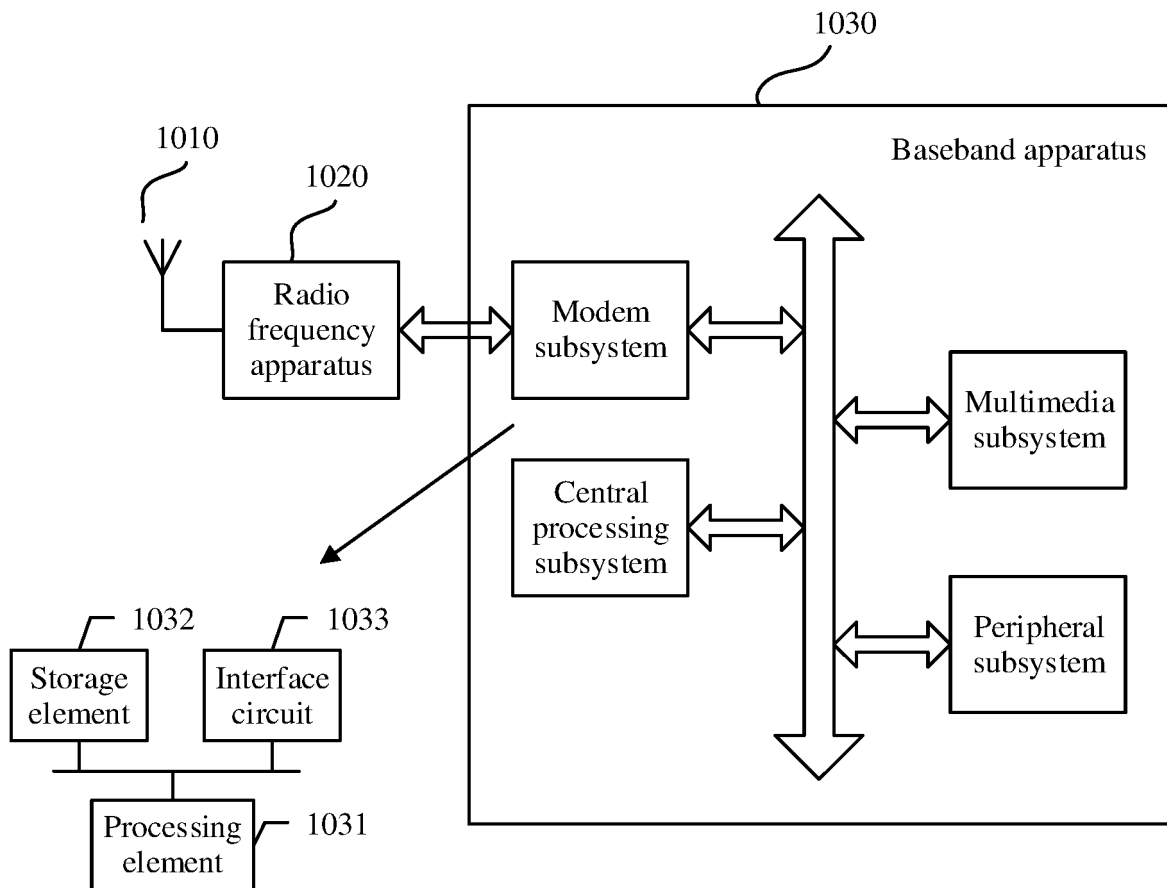 1030
1010
Baseband apparatus
1020
Radio
frequency
apparatus
Modem
subsystem
Multimedia
subsystem
Central
processing
subsystem
Peripheral
subsystem
1032
1033
Storage
element
Interface
circuit
Processing
element
1031